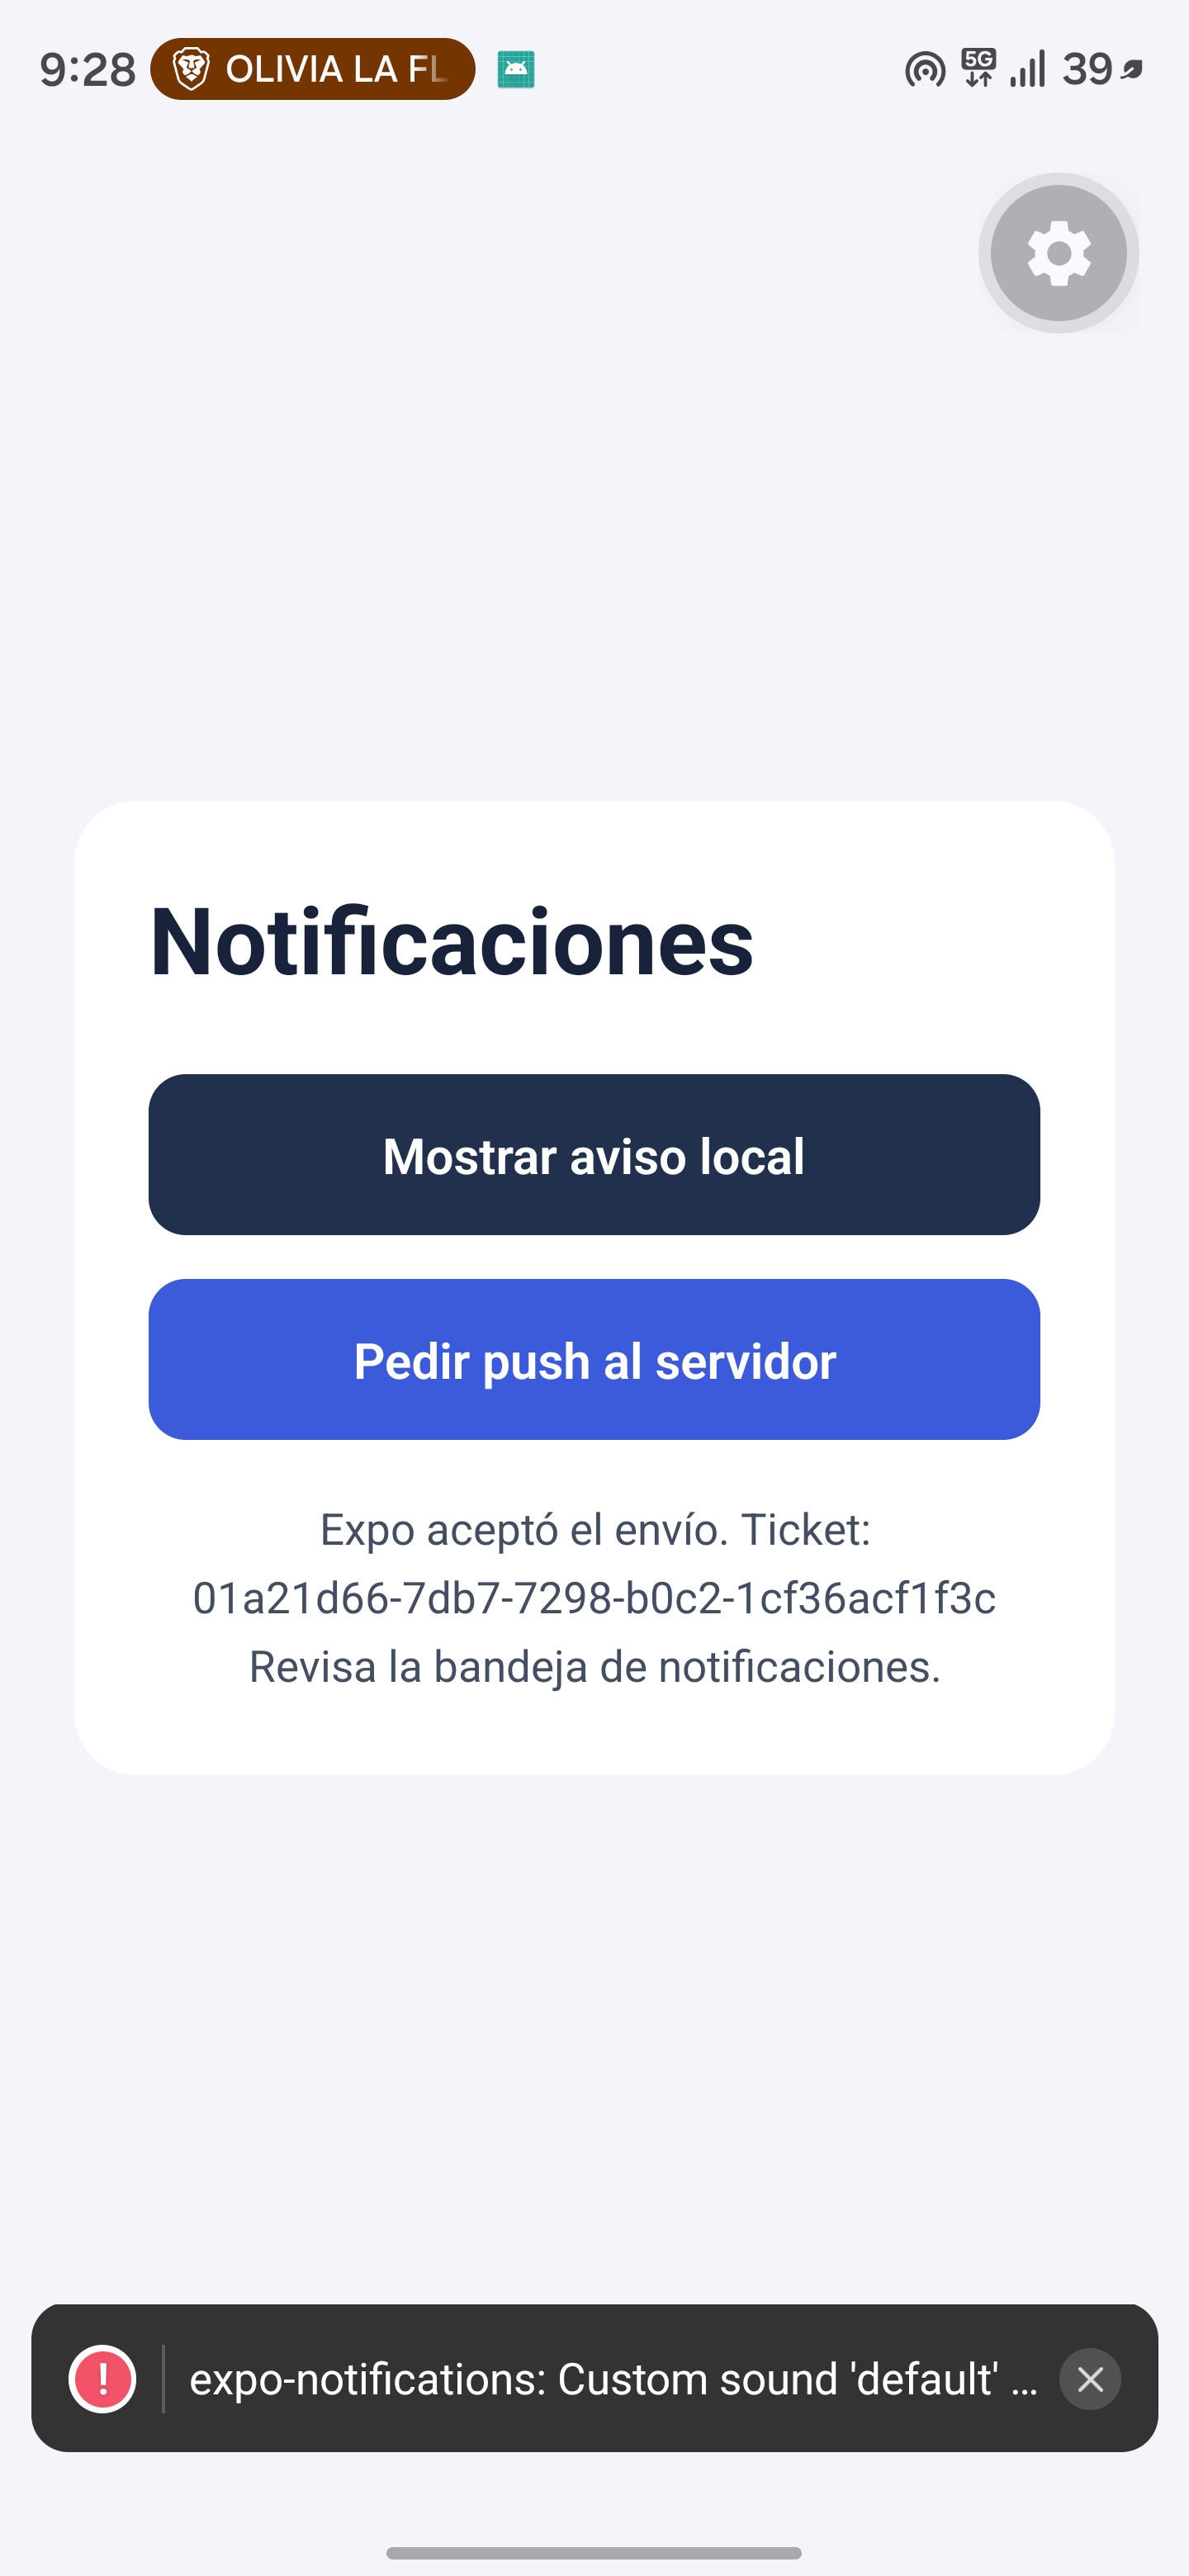 9:28 OLIVIA LA FL 5G 39
Notificaciones
Mostrar aviso local
Pedir push al servidor
Expo aceptó el envío. Ticket:
01a21d66-7db7-7298-b0c2-1cf36acf1f3c
Revisa la bandeja de notificaciones.
! expo-notifications: Custom sound 'default' ...